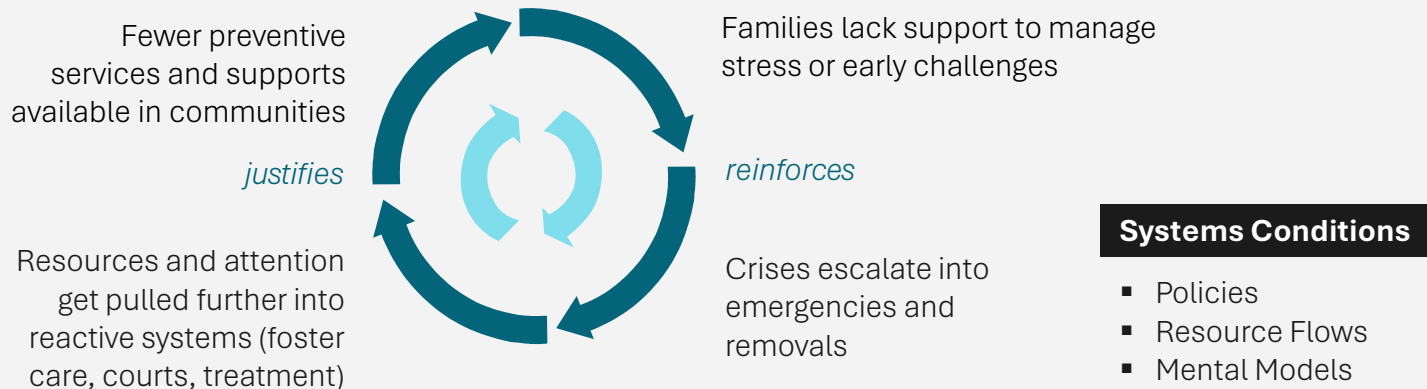 Fewer preventive
services and supports
available in communities
justifies
Resources and attention
get pulled further into
reactive systems (foster
care, courts, treatment)
Families lack support to manage
stress or early challenges
reinforces
Crises escalate into
emergencies and
removals
Systems Conditions
▪ Policies
▪ Resource Flows
▪ Mental Models